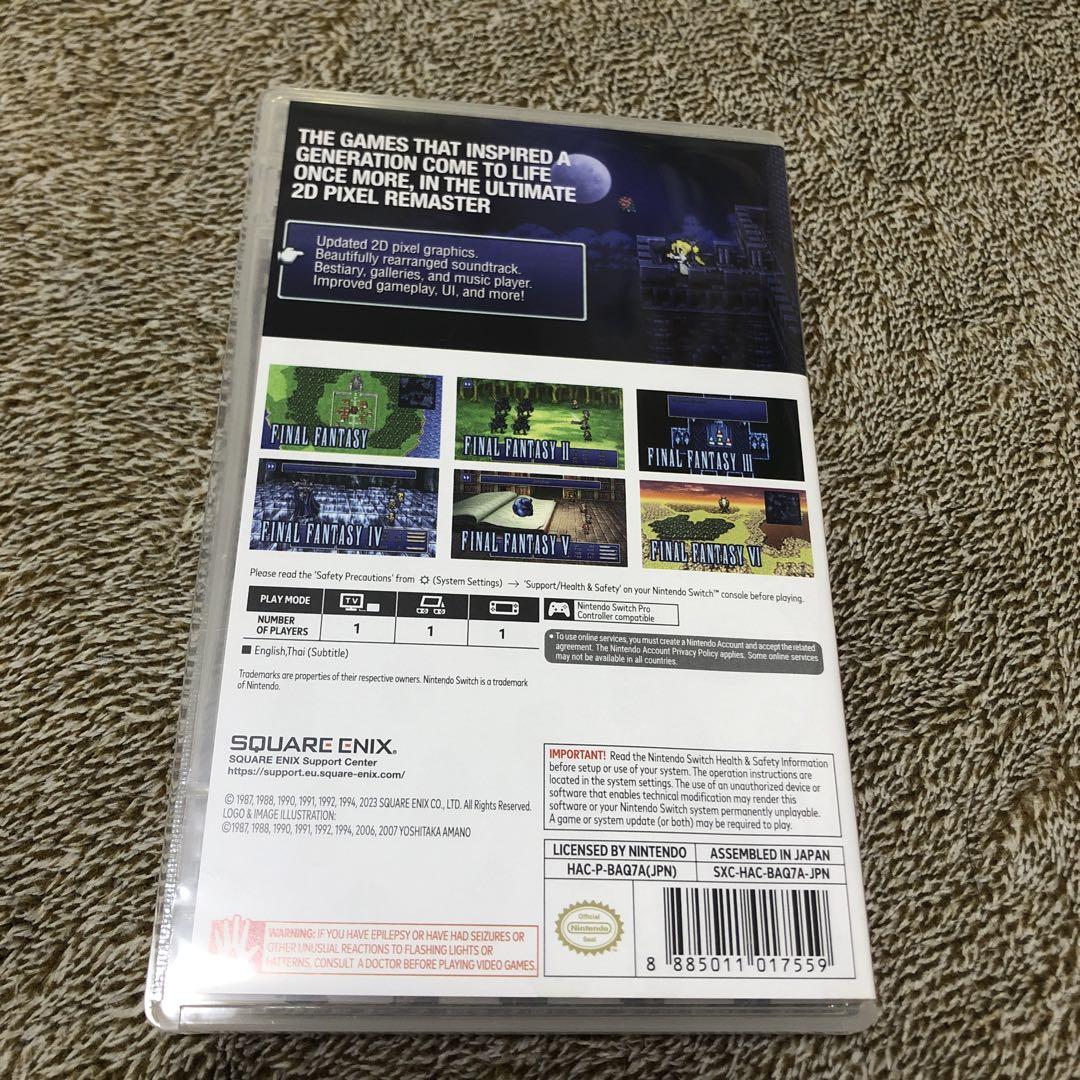 THE GAMES THAT INSPIRED A
GENERATION COME TO LIFE
ONCE MORE, IN THE ULTIMATE
2D PIXEL REMASTER
Updated 2D pixel graphics.
Beautifully rearranged soundtrack.
Bestiary, galleries, and music player.
Improved gameplay, UI, and more!
FINAL FANTASY
FINAL FANTASY II
FINAL FANTASY III
FINAL FANTASY IV
FINAL FANTASY V
FINAL FANTASY VI
Please read the 'Safety Precautions' from (System Settings) → 'Support/Health & Safety' on your Nintendo Switch™ console before playing.
PLAY MODE
TV
NUMBER
OF PLAYERS
1
1
1
Nintendo Switch Pro
Controller compatible
• To use online services, you must create a Nintendo Account and accept the related
agreement. The Nintendo Account Privacy Policy applies. Some online services
may not be available in all countries.
■ English,Thai (Subtitle)
Trademarks are properties of their respective owners. Nintendo Switch is a trademark
of Nintendo.
SQUARE ENIX®
SQUARE ENIX Support Center
https://support.eu.square-enix.com/
© 1987, 1988, 1990, 1991, 1992, 1994, 2023 SQUARE ENIX CO., LTD. All Rights Reserved.
LOGO & IMAGE ILLUSTRATION:
©1987, 1988, 1990, 1991, 1992, 1994, 2006, 2007 YOSHITAKA AMANO
IMPORTANT! Read the Nintendo Switch Health & Safety Information
before setup or use of your system. The operation instructions are
located in the system settings. The use of an unauthorized device or
software that enables technical modification may render this
software or your Nintendo Switch system permanently unplayable.
A game or system update (or both) may be required to play.
LICENSED BY NINTENDO
ASSEMBLED IN JAPAN
HAC-P-BAQ7A(JPN)
SXC-HAC-BAQ7A-JPN
WARNING: IF YOU HAVE EPILEPSY OR HAVE HAD SEIZURES OR
OTHER UNUSUAL REACTIONS TO FLASHING LIGHTS OR
PATTERNS, CONSULT A DOCTOR BEFORE PLAYING VIDEO GAMES.
Official
Nintendo
Seal
8 885011 017559